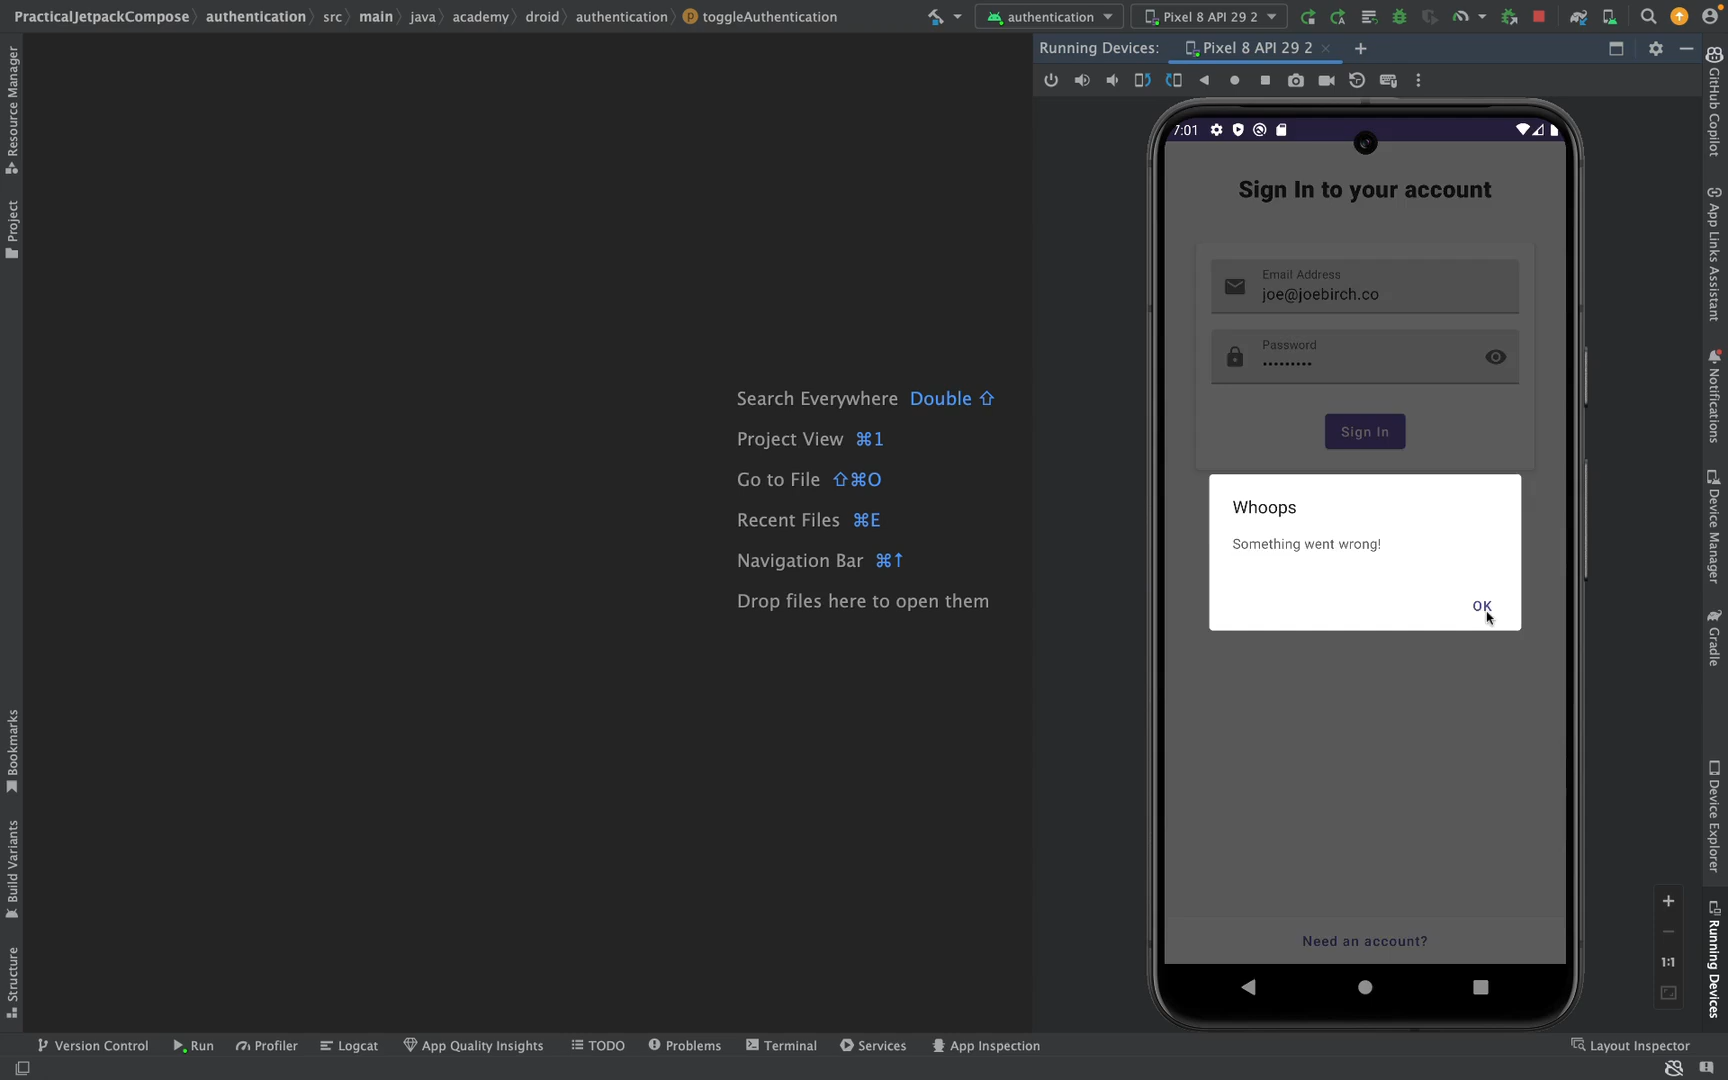 PracticalJetpackCompose authentication src main java academy droid authentication toggleAuthentication
authentication
Pixel 8 API 29 2
Running Devices: Pixel 8 API 29 2
Resource Manager
Project
Bookmarks
Build Variants
Structure
Search Everywhere Double ⇧
Project View ⌘1
Go to File ⇧⌘O
Recent Files ⌘E
Navigation Bar ⌘↑
Drop files here to open them
7:01
Sign In to your account
Email Address
joe@joebirch.co
Password
•••••••••
Sign In
Whoops
Something went wrong!
OK
Need an account?
1:1
GitHub Copilot
App Links Assistant
Notifications
Device Manager
Gradle
Device Explorer
Running Devices
Version Control Run Profiler Logcat App Quality Insights TODO Problems Terminal Services App Inspection Layout Inspector